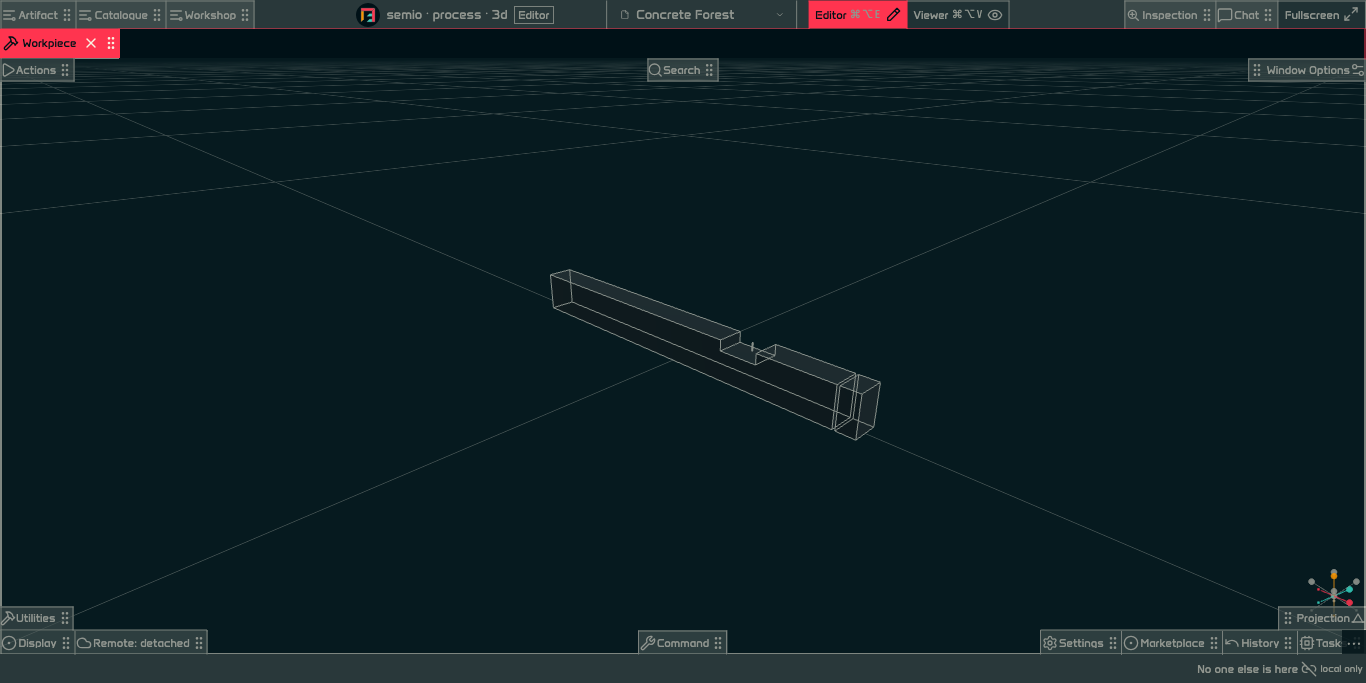 Artifact Catalogue Workshop semio · process · 3d Editor Concrete Forest Editor ⌘⌥E Viewer ⌘⌥V Inspection Chat Fullscreen
Workpiece
Actions Search Window Options
Utilities Projection
Display Remote: detached Command Settings Marketplace History Task ...
No one else is here local only